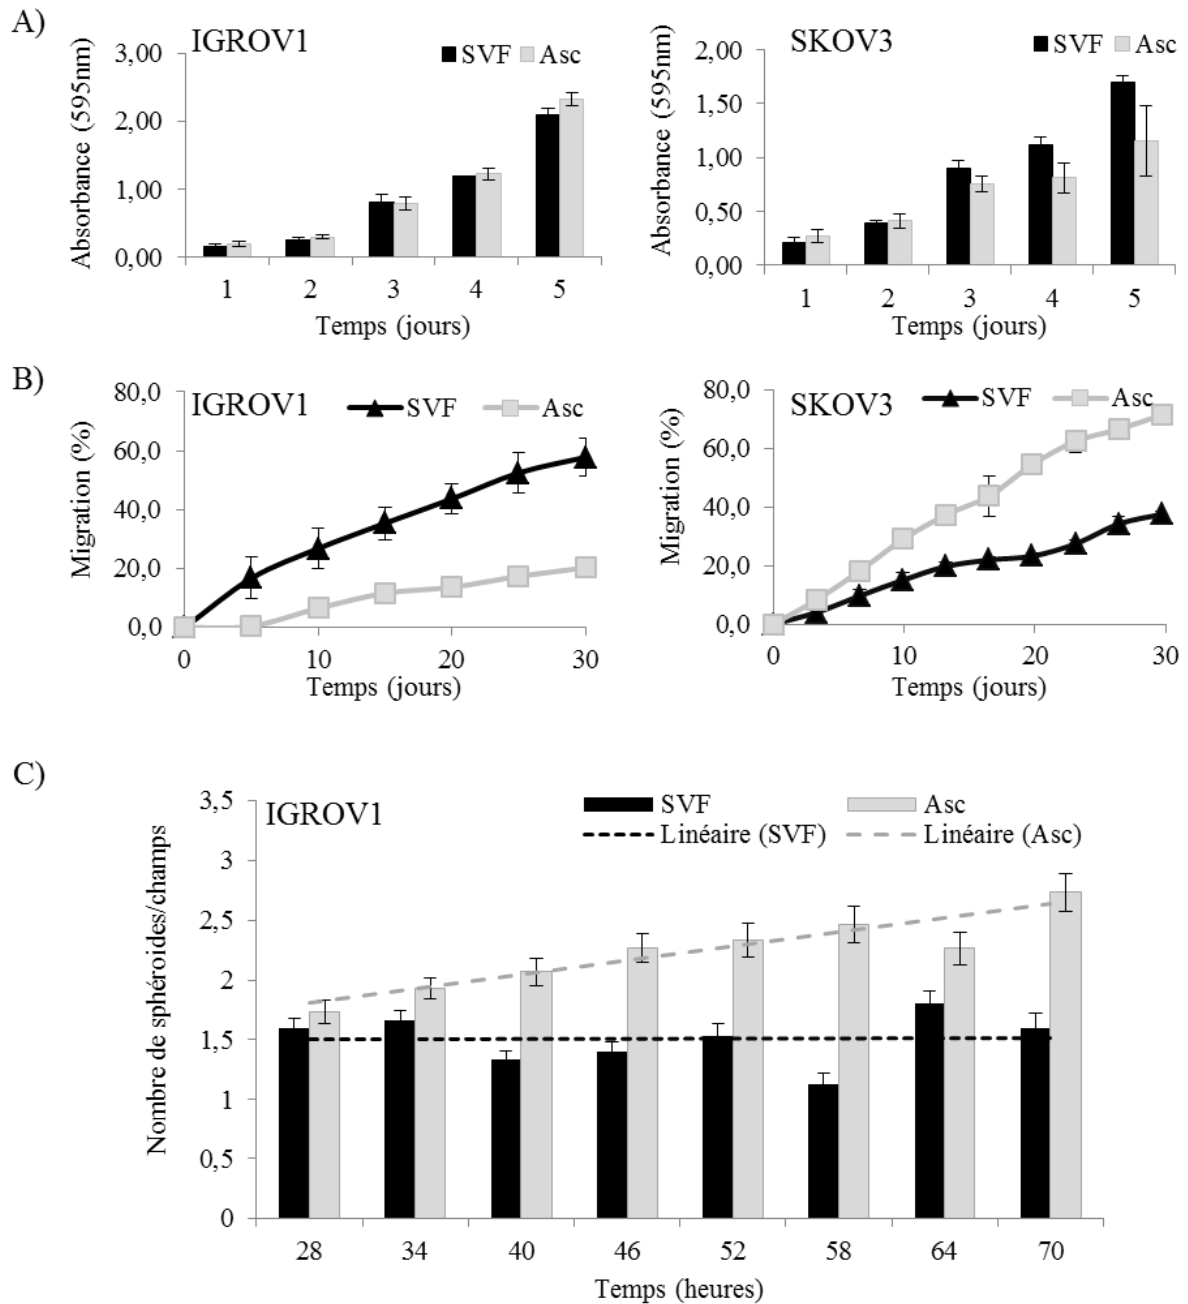 A)
IGROV1
SVF Asc
Absorbance (595nm)
3,00
2,00
1,00
0,00
1 2 3 4 5
Temps (jours)
SKOV3
SVF Asc
Absorbance (595nm)
2,00
1,50
1,00
0,50
0,00
1 2 3 4 5
Temps (jours)
B)
IGROV1
SVF Asc
Migration (%)
80,0
60,0
40,0
20,0
0,0
0 10 20 30
Temps (jours)
SKOV3
SVF Asc
Migration (%)
80,0
60,0
40,0
20,0
0,0
0 10 20 30
Temps (jours)
C)
IGROV1
SVF Asc
Linéaire (SVF) Linéaire (Asc)
Nombre de sphéroides/champs
3,5
3
2,5
2
1,5
1
0,5
0
28 34 40 46 52 58 64 70
Temps (heures)